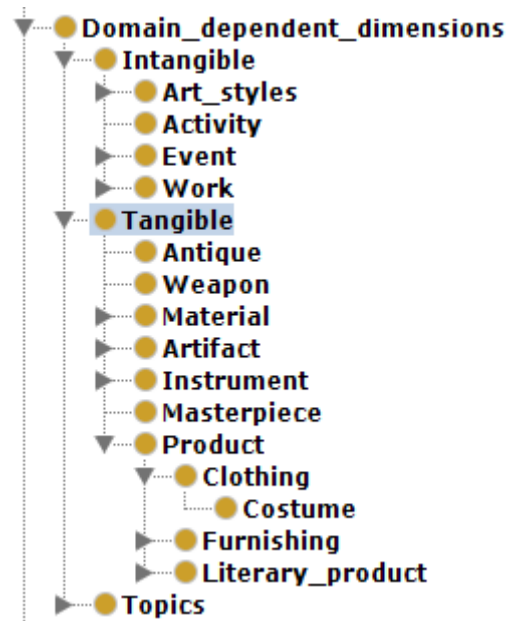 Domain_dependent_dimensions
Intangible
Art_styles
Activity
Event
Work
Tangible
Antique
Weapon
Material
Artifact
Instrument
Masterpiece
Product
Clothing
Costume
Furnishing
Literary_product
Topics